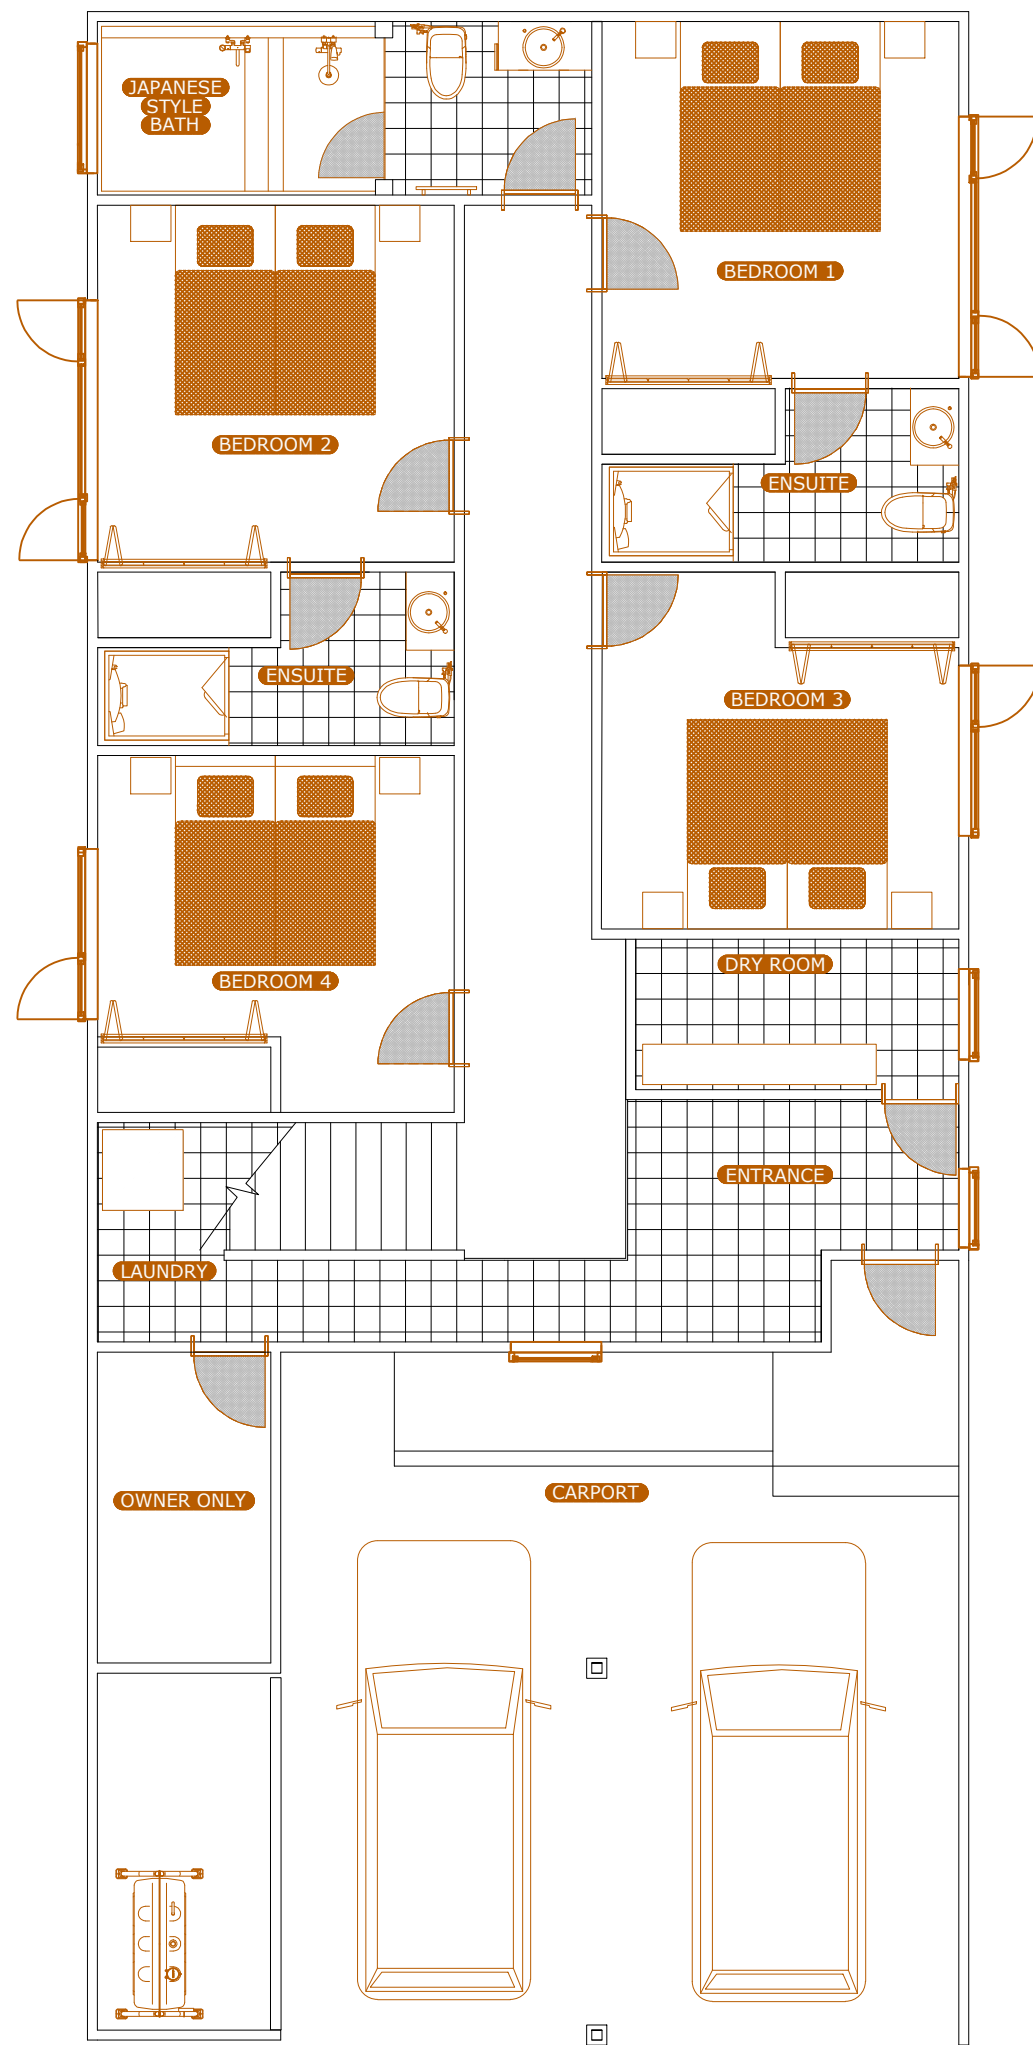 JAPANESE
STYLE
BATH
BEDROOM 1
BEDROOM 2
ENSUITE
ENSUITE
BEDROOM 3
DRY ROOM
BEDROOM 4
ENTRANCE
LAUNDRY
OWNER ONLY
CARPORT